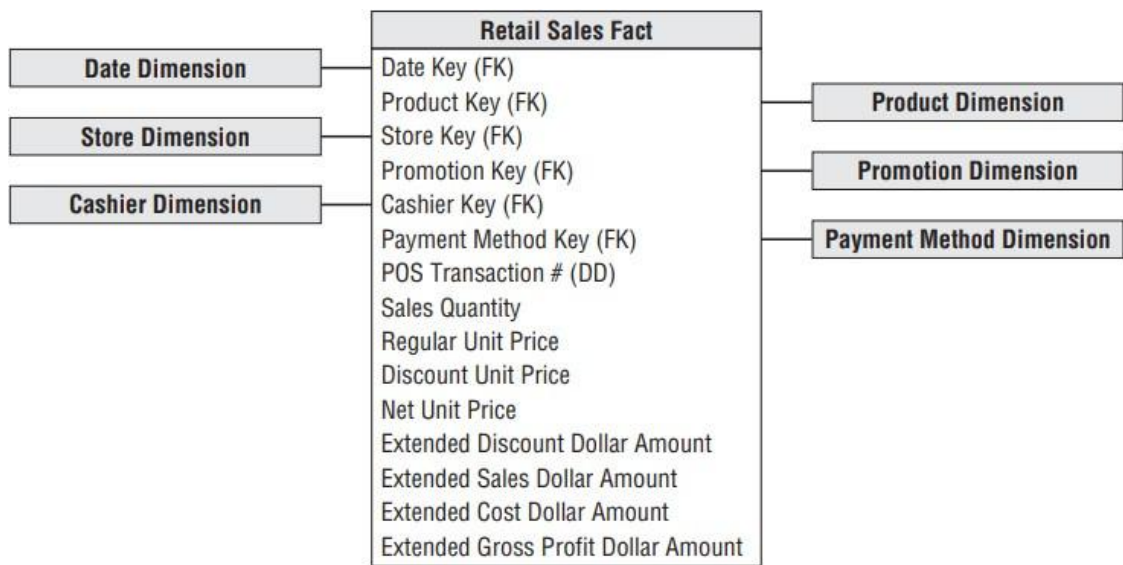 Retail Sales Fact
Date Dimension
Date Key (FK)
Product Key (FK)
Product Dimension
Store Dimension
Store Key (FK)
Promotion Key (FK)
Promotion Dimension
Cashier Dimension
Cashier Key (FK)
Payment Method Key (FK)
Payment Method Dimension
POS Transaction # (DD)
Sales Quantity
Regular Unit Price
Discount Unit Price
Net Unit Price
Extended Discount Dollar Amount
Extended Sales Dollar Amount
Extended Cost Dollar Amount
Extended Gross Profit Dollar Amount